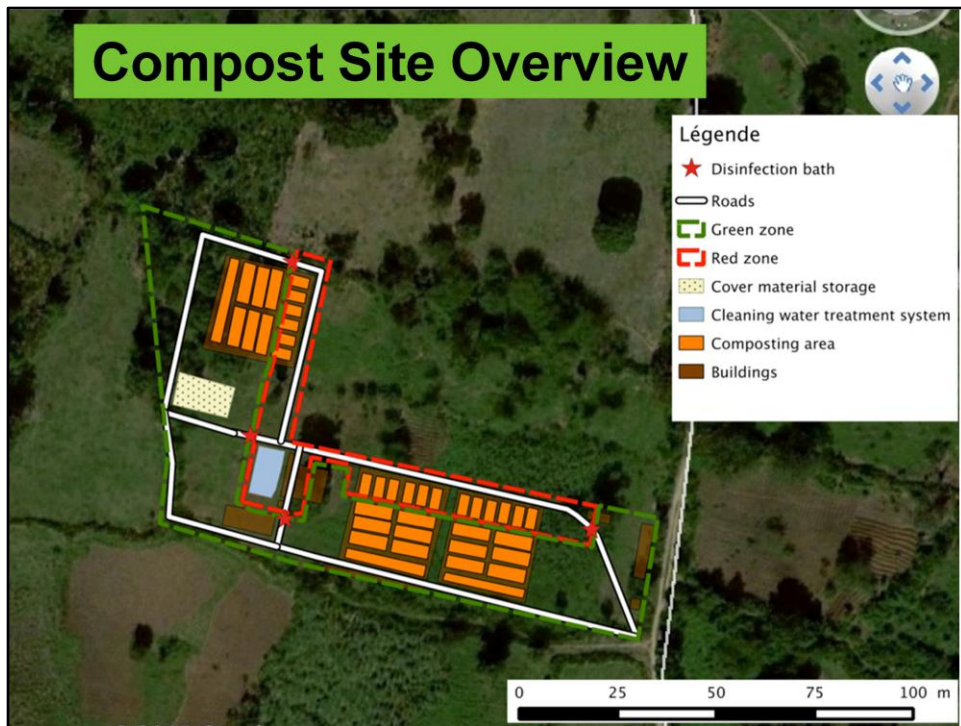 Compost Site Overview
Légende
Disinfection bath
Roads
Green zone
Red zone
Cover material storage
Cleaning water treatment system
Composting area
Buildings
0 25 50 75 100 m